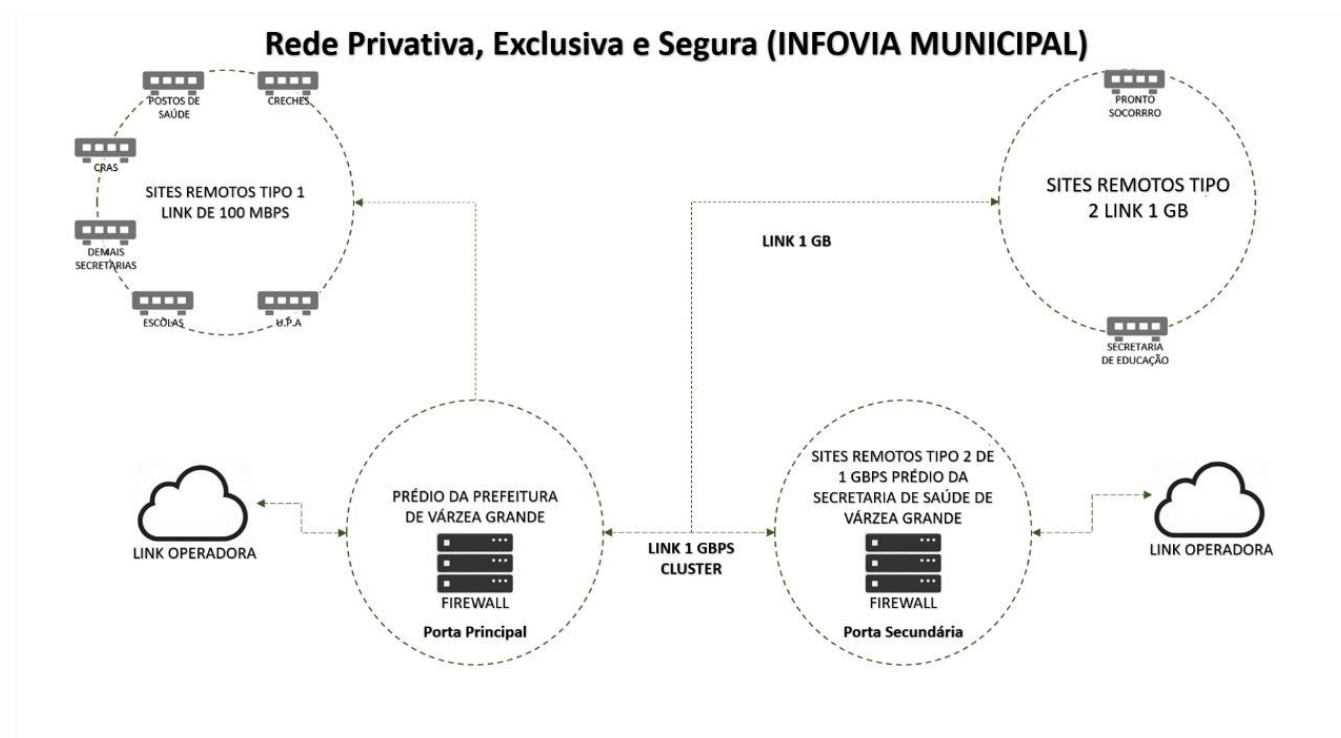 Rede Privativa, Exclusiva e Segura (INFOVIA MUNICIPAL)
POSTOS DE
SAÚDE
CRECHES
CRAS
SITES REMOTOS TIPO 1
LINK DE 100 MBPS
DEMAIS
SECRETARIAS
ESCOLAS
U.P.A
PRONTO
SOCORRRO
SITES REMOTOS TIPO
2 LINK 1 GB
LINK 1 GB
SECRETARIA
DE EDUCAÇÃO
LINK OPERADORA
PRÉDIO DA PREFEITURA
DE VÁRZEA GRANDE
FIREWALL
Porta Principal
LINK 1 GBPS
CLUSTER
SITES REMOTOS TIPO 2 DE
1 GBPS PRÉDIO DA
SECRETARIA DE SAÚDE DE
VÁRZEA GRANDE
FIREWALL
Porta Secundária
LINK OPERADORA